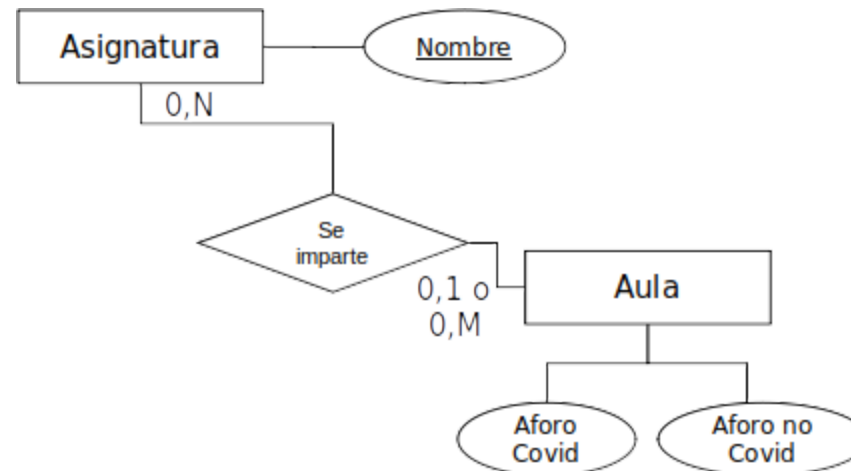 Asignatura
Nombre
0,N
Se
imparte
0,1 o
0,M
Aula
Aforo
Covid
Aforo no
Covid